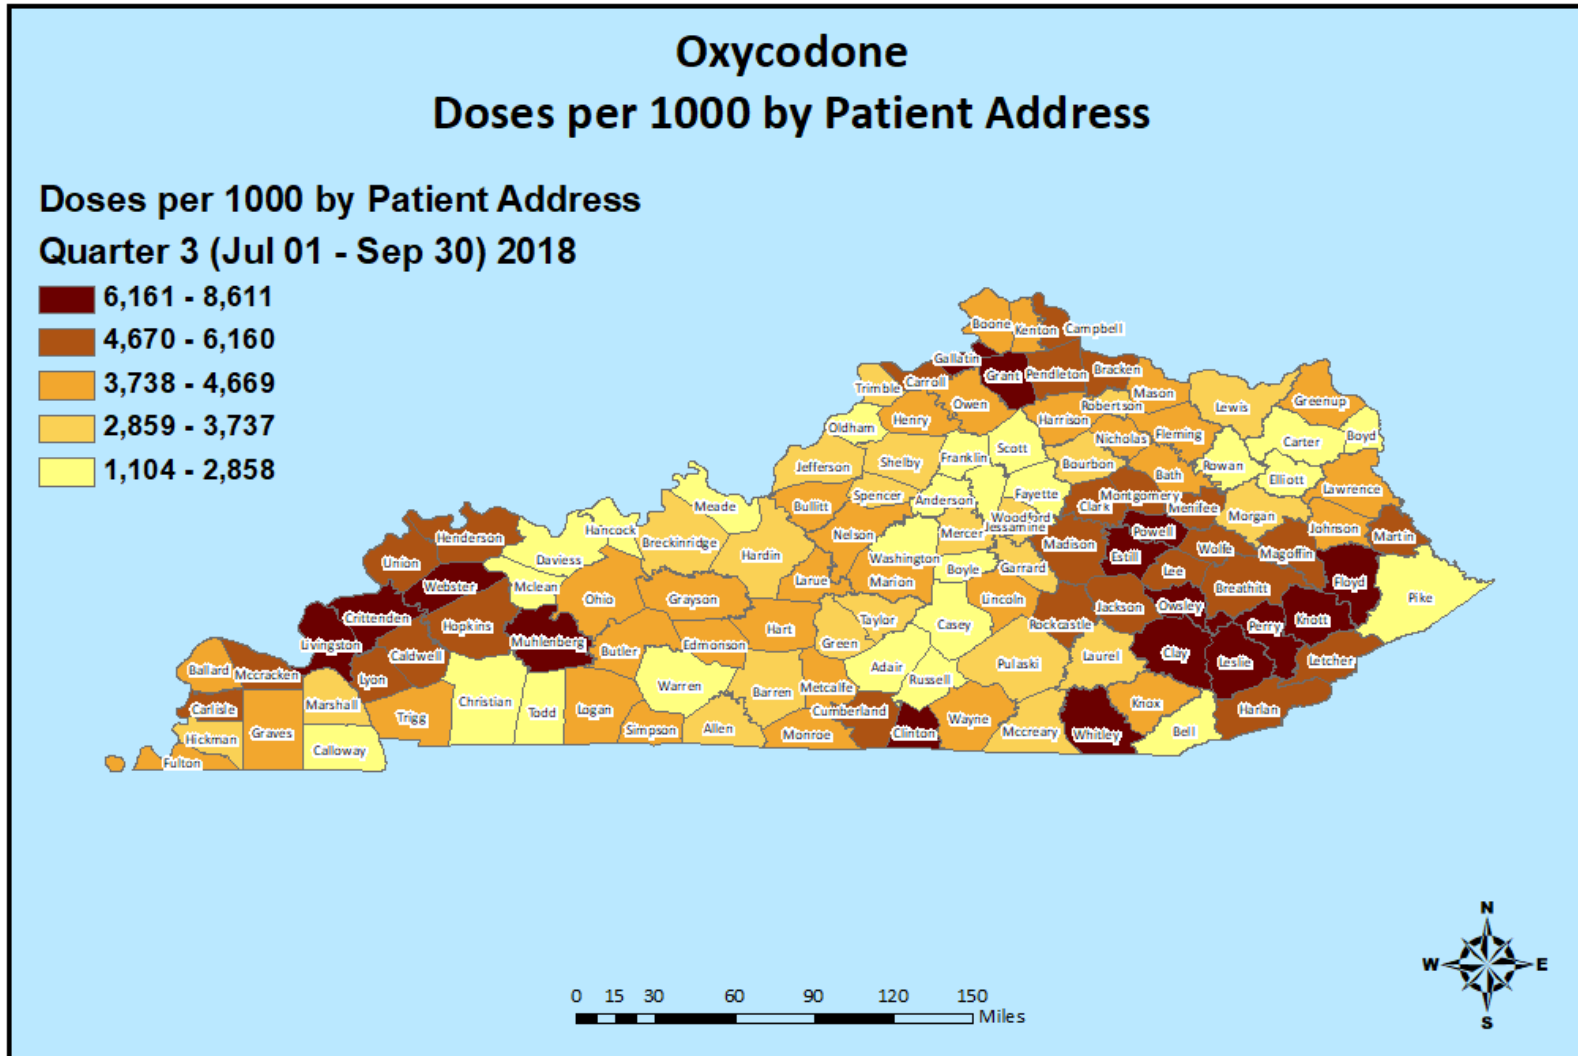 Oxycodone
Doses per 1000 by Patient Address
Doses per 1000 by Patient Address
Quarter 3 (Jul 01 - Sep 30) 2018
6,161 - 8,611
4,670 - 6,160
3,738 - 4,669
2,859 - 3,737
1,104 - 2,858
Boone
Kenton
Campbell
Gallatin
Grant
Pendleton
Bracken
Trimble
Carroll
Owen
Robertson
Mason
Lewis
Greenup
Oldham
Henry
Harrison
Nicholas
Fleming
Carter
Boyd
Jefferson
Shelby
Franklin
Scott
Bourbon
Bath
Rowan
Elliott
Lawrence
Meade
Bullitt
Spencer
Anderson
Fayette
Clark
Montgomery
Menifee
Morgan
Johnson
Martin
Hancock
Breckinridge
Hardin
Nelson
Washington
Mercer
Woodford
Jessamine
Madison
Powell
Estill
Wolfe
Magoffin
Henderson
Union
Daviess
Webster
Mclean
Ohio
Grayson
Larue
Marion
Boyle
Garrard
Lee
Breathitt
Floyd
Pike
Crittenden
Livingston
Hopkins
Muhlenberg
Butler
Edmonson
Hart
Green
Taylor
Casey
Lincoln
Rockcastle
Jackson
Owsley
Perry
Knott
Ballard
Mccracken
Lyon
Caldwell
Warren
Adair
Russell
Pulaski
Laurel
Clay
Leslie
Letcher
Carlisle
Marshall
Trigg
Christian
Todd
Logan
Simpson
Allen
Barren
Metcalfe
Cumberland
Monroe
Clinton
Wayne
Mccreary
Whitley
Knox
Bell
Harlan
Hickman
Graves
Calloway
Fulton
N
W
E
S
0 15 30 60 90 120 150
Miles